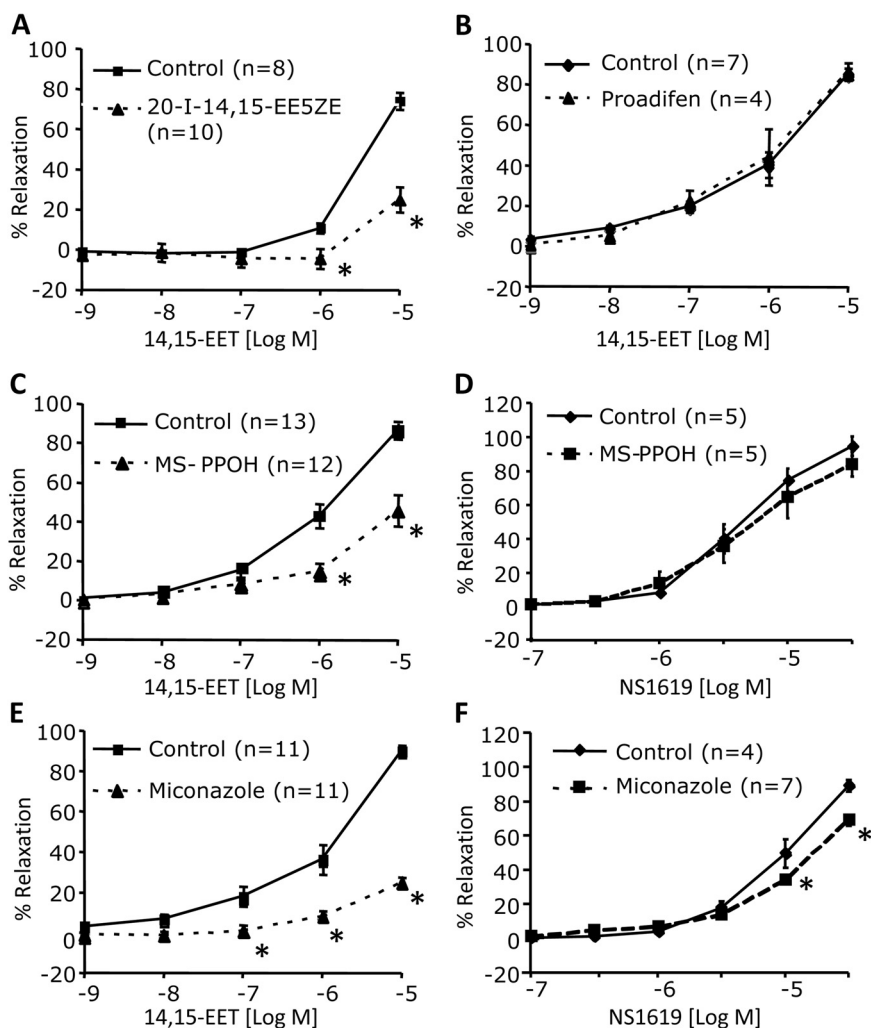 A
100
80
60
40
20
0
-20
% Relaxation
Control (n=8)
20-I-14,15-EE5ZE
(n=10)
*
*
-9 -8 -7 -6 -5
14,15-EET [Log M]
B
100
80
60
40
20
0
-20
% Relaxation
Control (n=7)
Proadifen (n=4)
-9 -8 -7 -6 -5
14,15-EET [Log M]
C
100
80
60
40
20
0
-20
% Relaxation
Control (n=13)
MS- PPOH (n=12)
*
*
-9 -8 -7 -6 -5
14,15-EET [Log M]
D
120
100
80
60
40
20
0
-20
% Relaxation
Control (n=5)
MS-PPOH (n=5)
-7 -6 -5
NS1619 [Log M]
E
100
80
60
40
20
0
-20
% Relaxation
Control (n=11)
Miconazole (n=11)
*
*
*
-9 -8 -7 -6 -5
14,15-EET [Log M]
F
120
100
80
60
40
20
0
-20
% Relaxation
Control (n=4)
Miconazole (n=7)
*
*
-7 -6 -5
NS1619 [Log M]